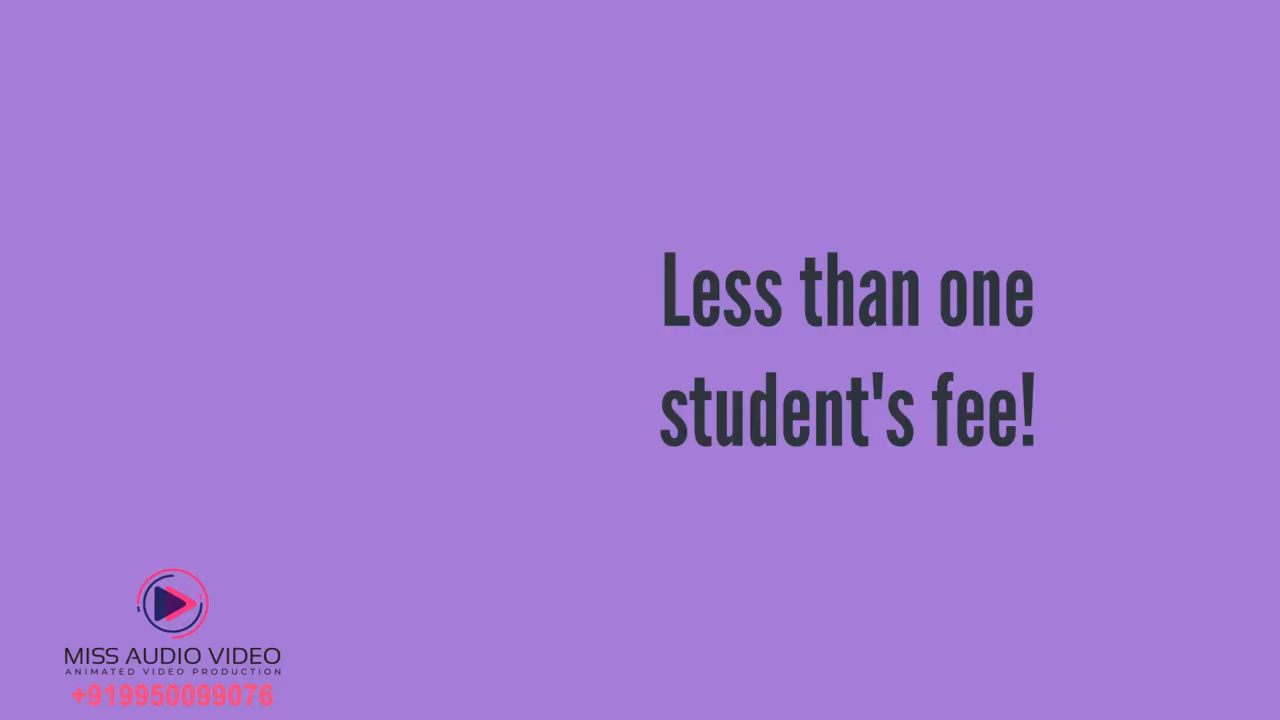 Less than one
student's fee!
MISS AUDIO VIDEO
ANIMATED VIDEO PRODUCTION
+919950099076